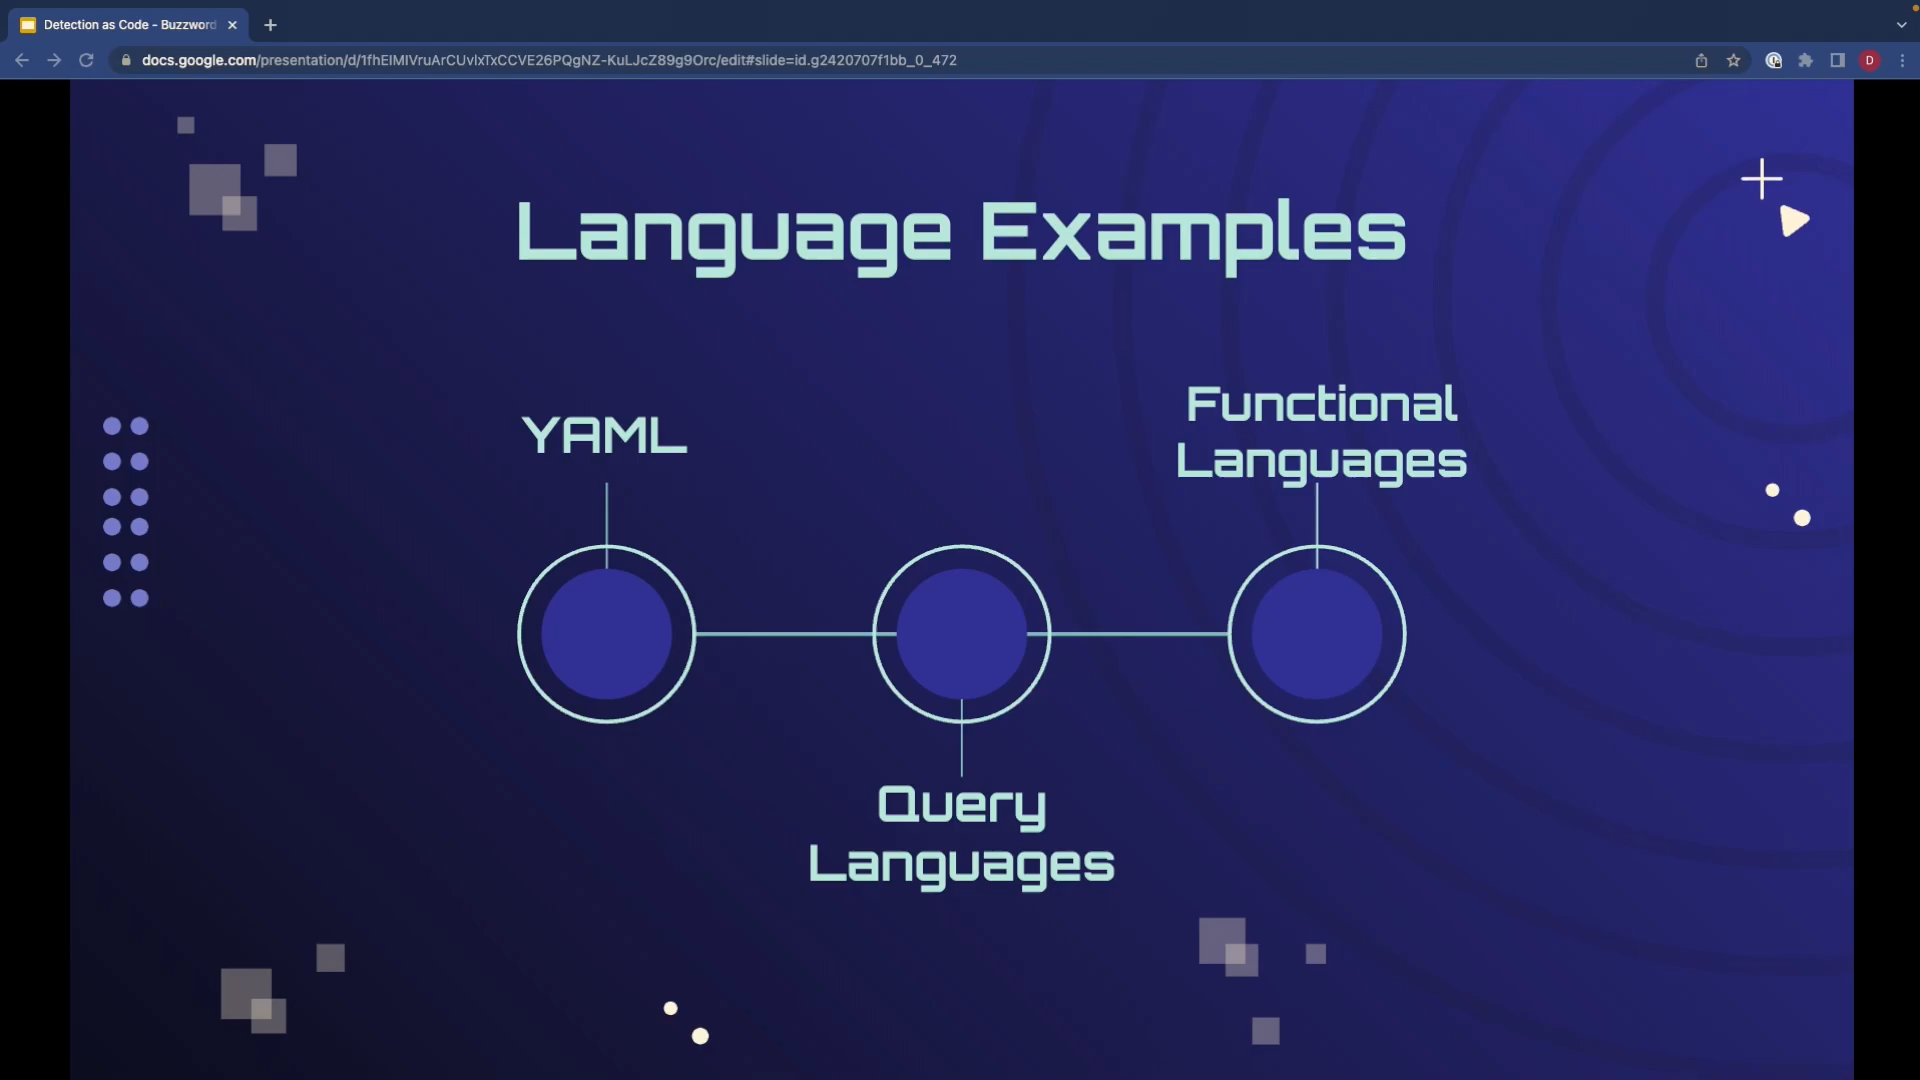 Detection as Code - Buzzword
docs.google.com/presentation/d/1fhEIMIVruArCUvlxTxCCVE26PQgNZ-KuLJcZ89g9Orc/edit#slide=id.g2420707f1bb_0_472
D
Language Examples
YAML
Functional
Languages
Query
Languages